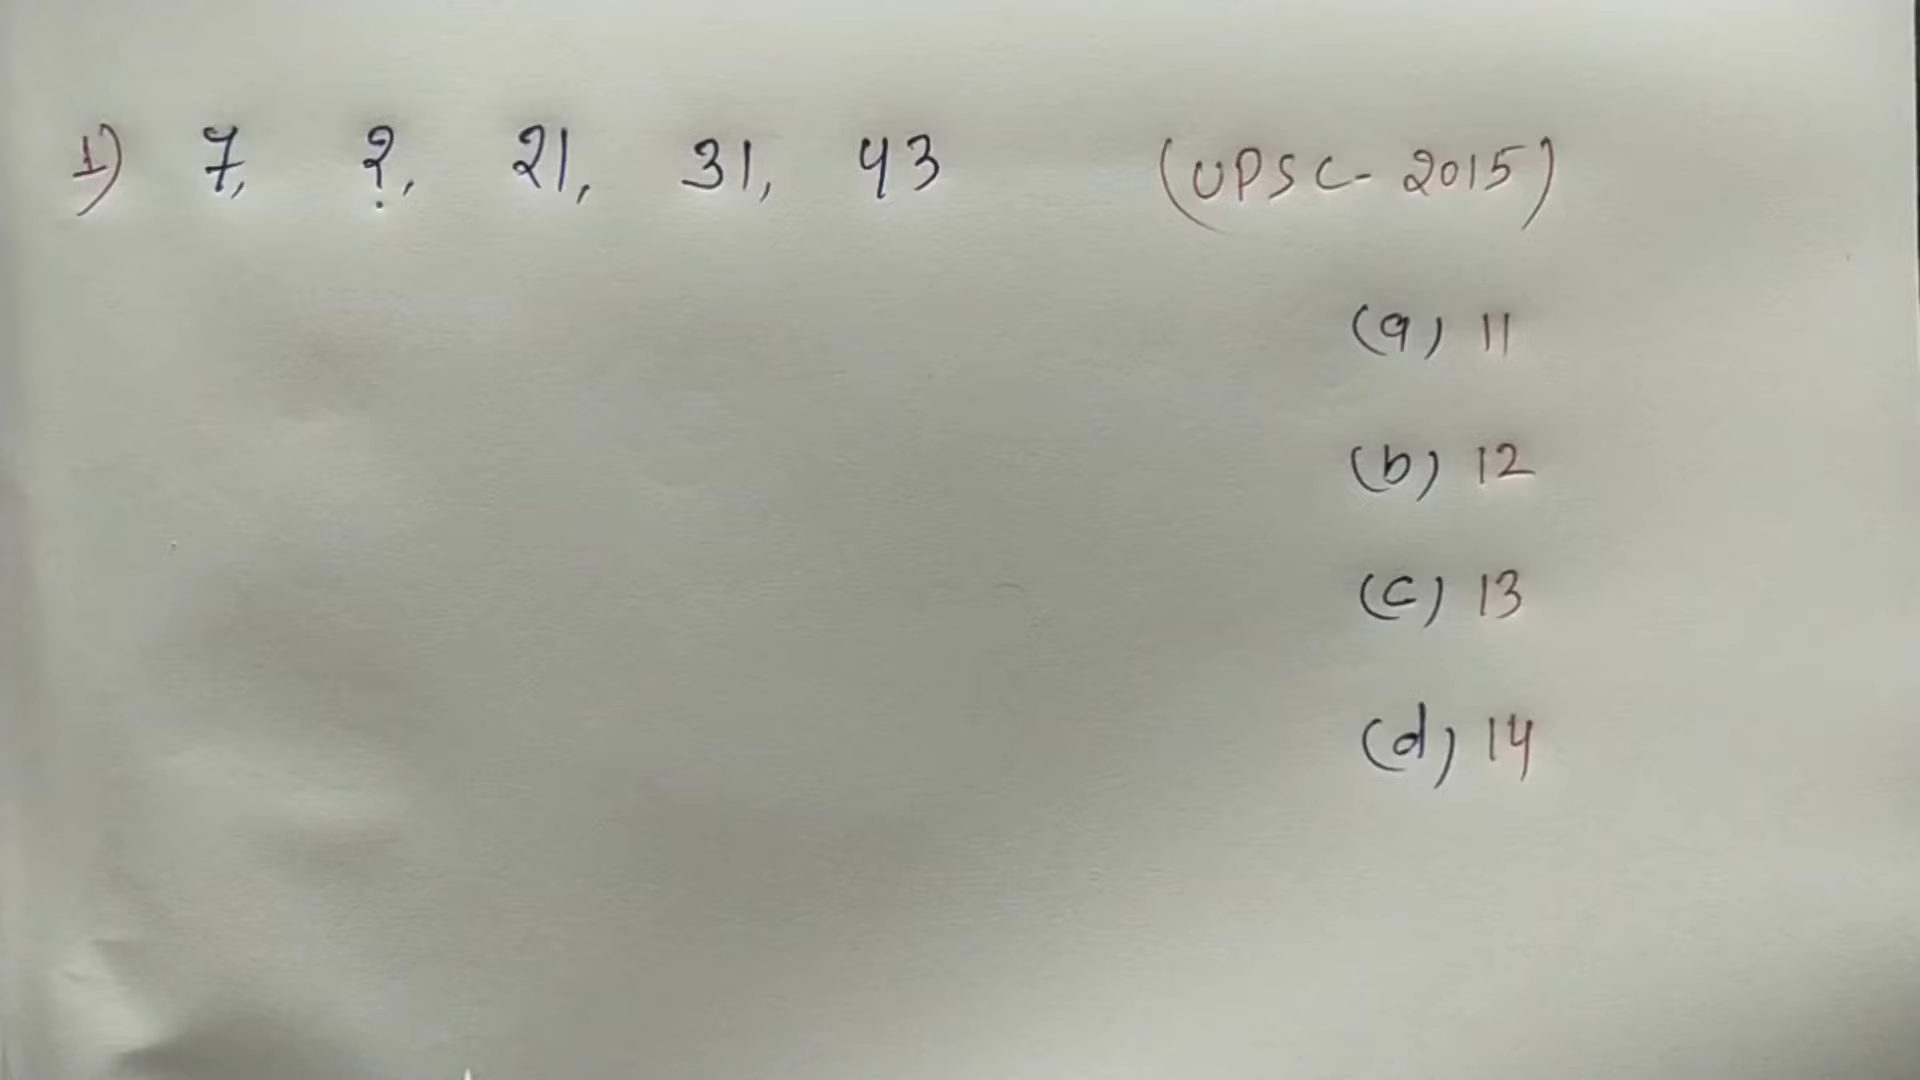 1) 7, ?, 21, 31, 43 (UPSC-2015)
(a) 11
(b) 12
(c) 13
(d) 14